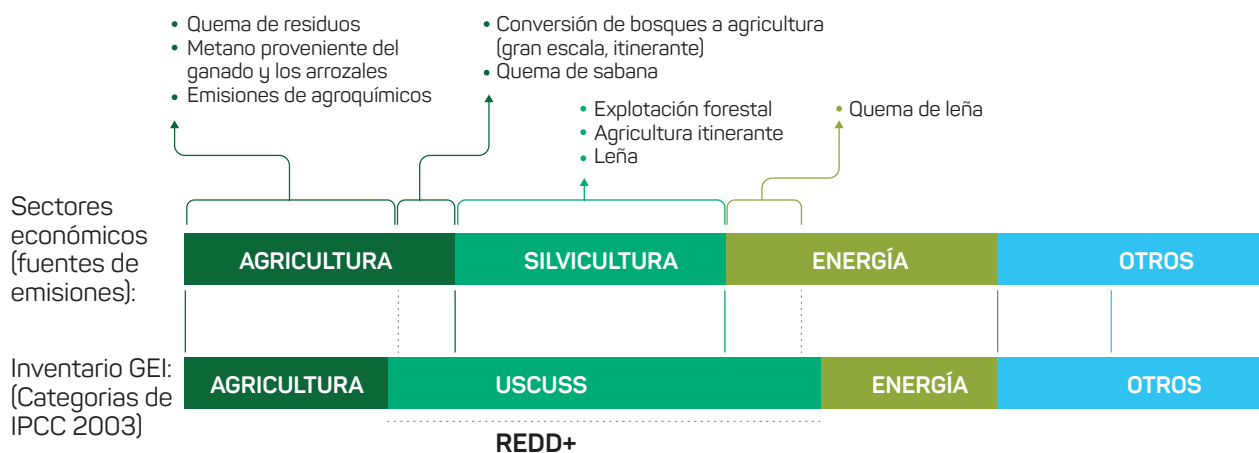 • Quema de residuos
• Metano proveniente del
ganado y los arrozales
• Emisiones de agroquímicos
• Conversión de bosques a agricultura
(gran escala, itinerante)
• Quema de sabana
• Explotación forestal
• Agricultura itinerante
• Leña
• Quema de leña
Sectores
económicos
(fuentes de
emisiones):
AGRICULTURA
SILVICULTURA
ENERGÍA
OTROS
Inventario GEI:
(Categorias de
IPCC 2003)
AGRICULTURA
USCUSS
ENERGÍA
OTROS
REDD+